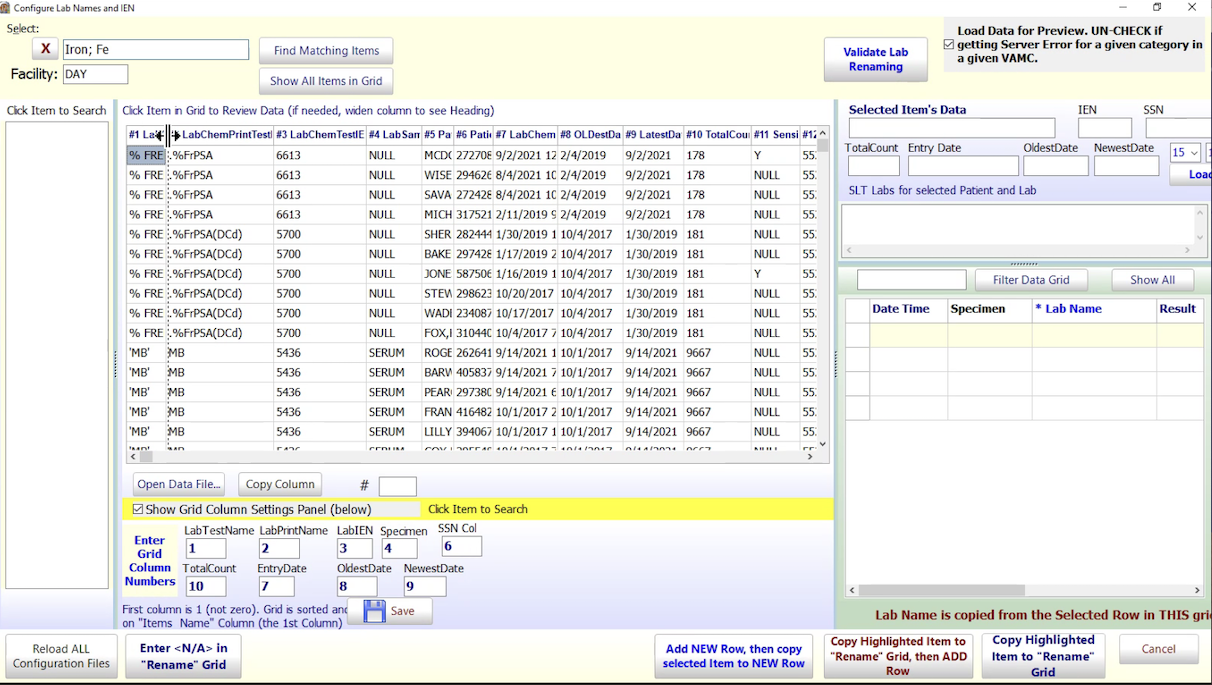 Configure Lab Names and IEN
Select:
X Iron; Fe Find Matching Items
Facility: DAY Show All Items in Grid
Validate Lab Renaming
Load Data for Preview. UN-CHECK if
getting Server Error for a given category in
a given VAMC.
Click Item to Search
Click Item in Grid to Review Data (if needed, widen column to see Heading)
#1 La LabChemPrintTest #3 LabChemTestIE #4 LabSam #5 Pa #6 Patie #7 LabChem #8 OLDestDa #9 LatestDa #10 TotalCou #11 Sensi #12
% FRE .%FrPSA 6613 NULL MCDO 272708 9/2/2021 12 2/4/2019 9/2/2021 178 Y 552
% FRE .%FrPSA 6613 NULL WISE 294626 8/4/2021 10 2/4/2019 9/2/2021 178 NULL 552
% FRE .%FrPSA 6613 NULL SAVA 272428 8/4/2021 10 2/4/2019 9/2/2021 178 NULL 552
% FRE .%FrPSA 6613 NULL MICH 317521 2/11/2019 9 2/4/2019 9/2/2021 178 NULL 552
% FRE .%FrPSA(DCd) 5700 NULL SHER 282444 1/30/2019 1 10/4/2017 1/30/2019 181 NULL 552
% FRE .%FrPSA(DCd) 5700 NULL BAKE 297428 1/17/2019 2 10/4/2017 1/30/2019 181 NULL 552
% FRE .%FrPSA(DCd) 5700 NULL JONE 587506 1/16/2019 1 10/4/2017 1/30/2019 181 Y 552
% FRE .%FrPSA(DCd) 5700 NULL STEW 298623 10/20/2017 10/4/2017 1/30/2019 181 NULL 552
% FRE .%FrPSA(DCd) 5700 NULL WADI 234087 10/17/2017 10/4/2017 1/30/2019 181 NULL 552
% FRE .%FrPSA(DCd) 5700 NULL FOX, 310440 10/4/2017 7 10/4/2017 1/30/2019 181 NULL 552
'MB' MB 5436 SERUM ROGE 262641 9/14/2021 1 10/1/2017 9/14/2021 9667 NULL 552
'MB' MB 5436 SERUM BARW 405837 9/14/2021 7 10/1/2017 9/14/2021 9667 NULL 552
'MB' MB 5436 SERUM PEAR 297380 9/14/2021 6 10/1/2017 9/14/2021 9667 NULL 552
'MB' MB 5436 SERUM FRAN 416482 10/1/2017 2 10/1/2017 9/14/2021 9667 NULL 552
'MB' MB 5436 SERUM LILLY 394067 10/1/2017 1 10/1/2017 9/14/2021 9667 NULL 552
Open Data File... Copy Column #
Show Grid Column Settings Panel (below) Click Item to Search
Enter
Grid
Column
Numbers
LabTestName LabPrintName LabIEN Specimen SSN Col
1 2 3 4 6
TotalCount EntryDate OldestDate NewestDate
10 7 8 9
First column is 1 (not zero). Grid is sorted and
on "Items_Name" Column (the 1st Column)
Save
Selected Item's Data IEN SSN
TotalCount Entry Date OldestDate NewestDate
15
Load
SLT Labs for selected Patient and Lab
Filter Data Grid Show All
Date Time Specimen * Lab Name Result
Lab Name is copied from the Selected Row in THIS gri
Reload ALL
Configuration Files
Enter <N/A> in
"Rename" Grid
Add NEW Row, then copy
selected Item to NEW Row
Copy Highlighted Item to
"Rename" Grid, then ADD
Row
Copy Highlighted
Item to "Rename"
Grid
Cancel